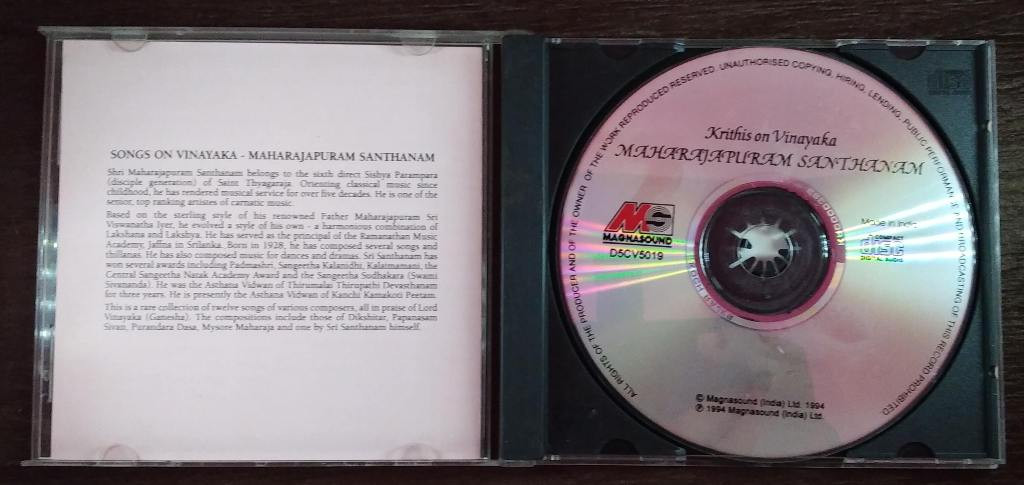 SONGS ON VINAYAKA - MAHARAJAPURAM SANTHANAM
Shri Maharajapuram Santhanam belongs to the sixth direct Sishya Parampara
(disciple generation) of Saint Thyagaraja. Orienting classical music since
childhood, he has rendered musical service for over five decades. He is one of the
senior, top ranking artistes of carnatic music.
Based on the sterling style of his renowned Father Maharajapuram Sri
Viswanatha Iyer, he evolved a style of his own - a harmonious combination of
Lakshana and Lakshya. He has served as the principal of the Ramanathan Music
Academy, Jaffna in Srilanka. Born in 1928, he has composed several songs and
thillanas. He has also composed music for dances and dramas. Sri Santhanam has
won several awards including Padmashri, Sangeetha Kalanidhi, Kalaimamani, the
Central Sangeetha Natak Academy Award and the Sangeetha Sudhakara (Swami
Sivananda). He was the Asthana Vidwan of Thirumalai Thirupathi Devasthanam
for three years. He is presently the Asthana Vidwan of Kanchi Kamakoti Peetam.
This is a rare collection of twelve songs of various composers, all in praise of Lord
Vinayaka (Ganesha). The compositions include those of Dikshitar, Papanasam
Sivan, Purandara Dasa, Mysore Maharaja and one by Sri Santhanam himself.
ALL RIGHTS OF THE PRODUCER AND OF THE OWNER OF THE WORK REPRODUCED RESERVED. UNAUTHORISED COPYING, HIRING, LENDING, PUBLIC PERFORMANCE AND BROADCASTING OF THIS RECORD PROHIBITED.
Krithis on Vinayaka
MAHARAJAPURAM SANTHANAM
MAGNASOUND
D5CV5019
Made in India
COMPACT
disc
DIGITAL AUDIO
© Magnasound (India) Ltd. 1994
℗ 1994 Magnasound (India) Ltd.